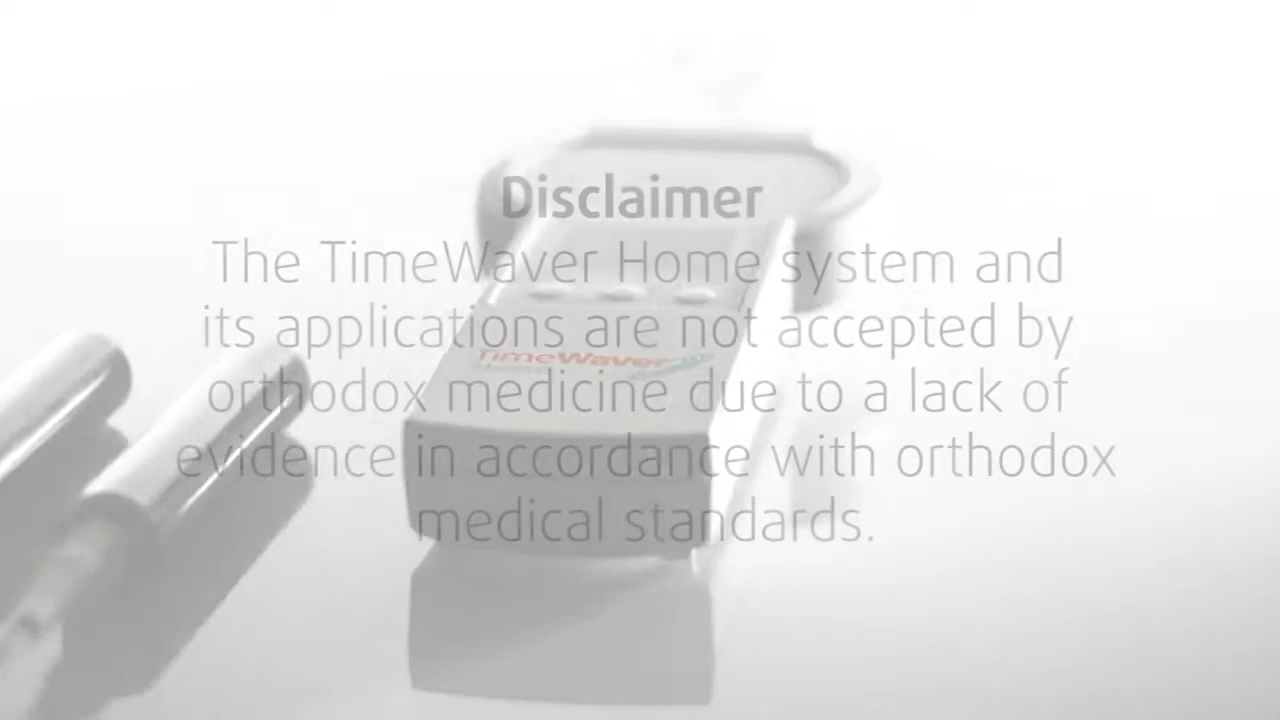 Disclaimer
The TimeWaver Home system and
its applications are not accepted by
TimeWaver
orthodox medicine due to a lack of
evidence in accordance with orthodox
medical standards.